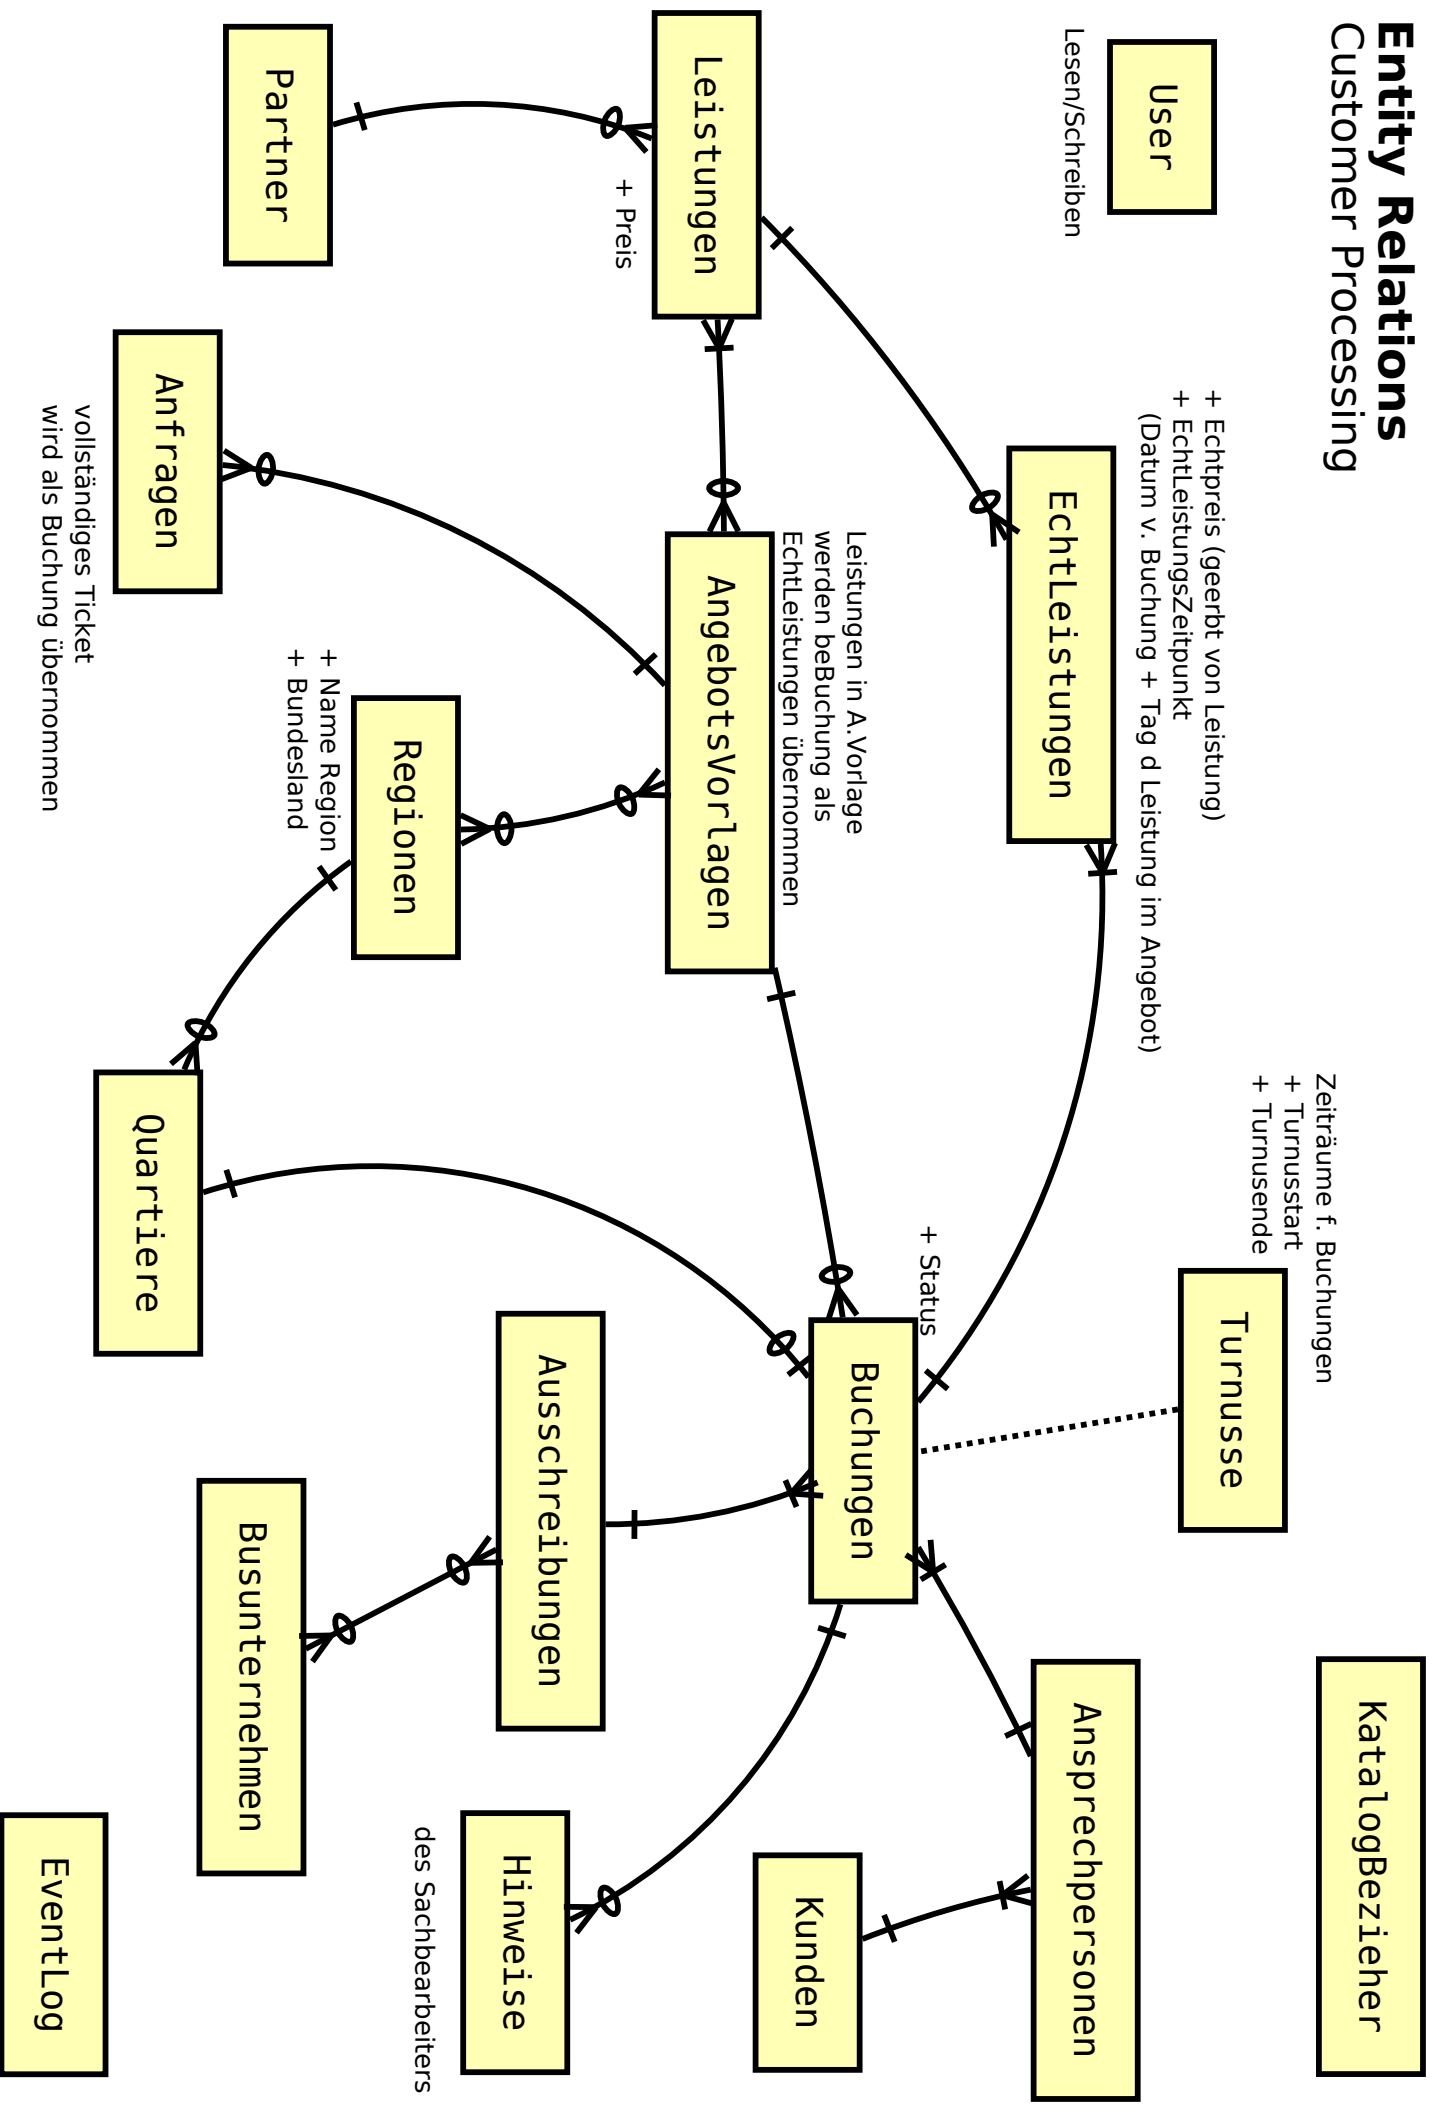 Entity Relations
Customer Processing
User
Lesen/Schreiben
+ Echtpreis (geerbt von Leistung)
+ EchtLeistungsZeitpunkt
(Datum v. Buchung + Tag d Leistung im Angebot)
EchtLeistungen
Zeiträume f. Buchungen
+ Turnusstart
+ Turnusende
Turnusse
KatalogBezieher
Ansprechpersonen
Leistungen
+ Preis
Leistungen in A.Vorlage
werden beBuchung als
EchtLeistungen übernommen
AngebotsVorlagen
+ Status
Buchungen
Kunden
Partner
Regionen
+ Name Region
+ Bundesland
Ausschreibungen
Hinweise
des Sachbearbeiters
Anfragen
vollständiges Ticket
wird als Buchung übernommen
Quartiere
Busunternehmen
EventLog